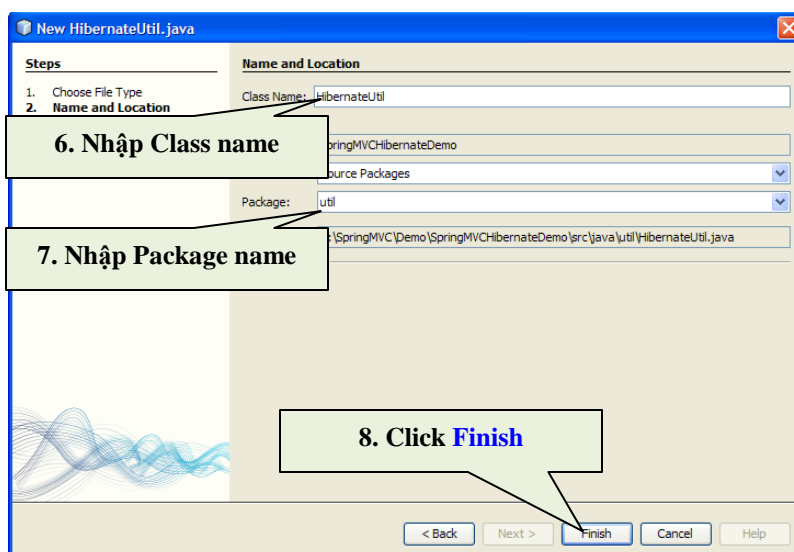 New HibernateUtil.java
Steps
1. Choose File Type
2. Name and Location
Name and Location
Class Name: HibernateUtil
6. Nhập Class name
pringMVCHibernateDemo
ource Packages
Package: util
:\SpringMVC\Demo\SpringMVCHibernateDemo\src\java\util\HibernateUtil.java
7. Nhập Package name
8. Click Finish
< Back Next > Finish Cancel Help